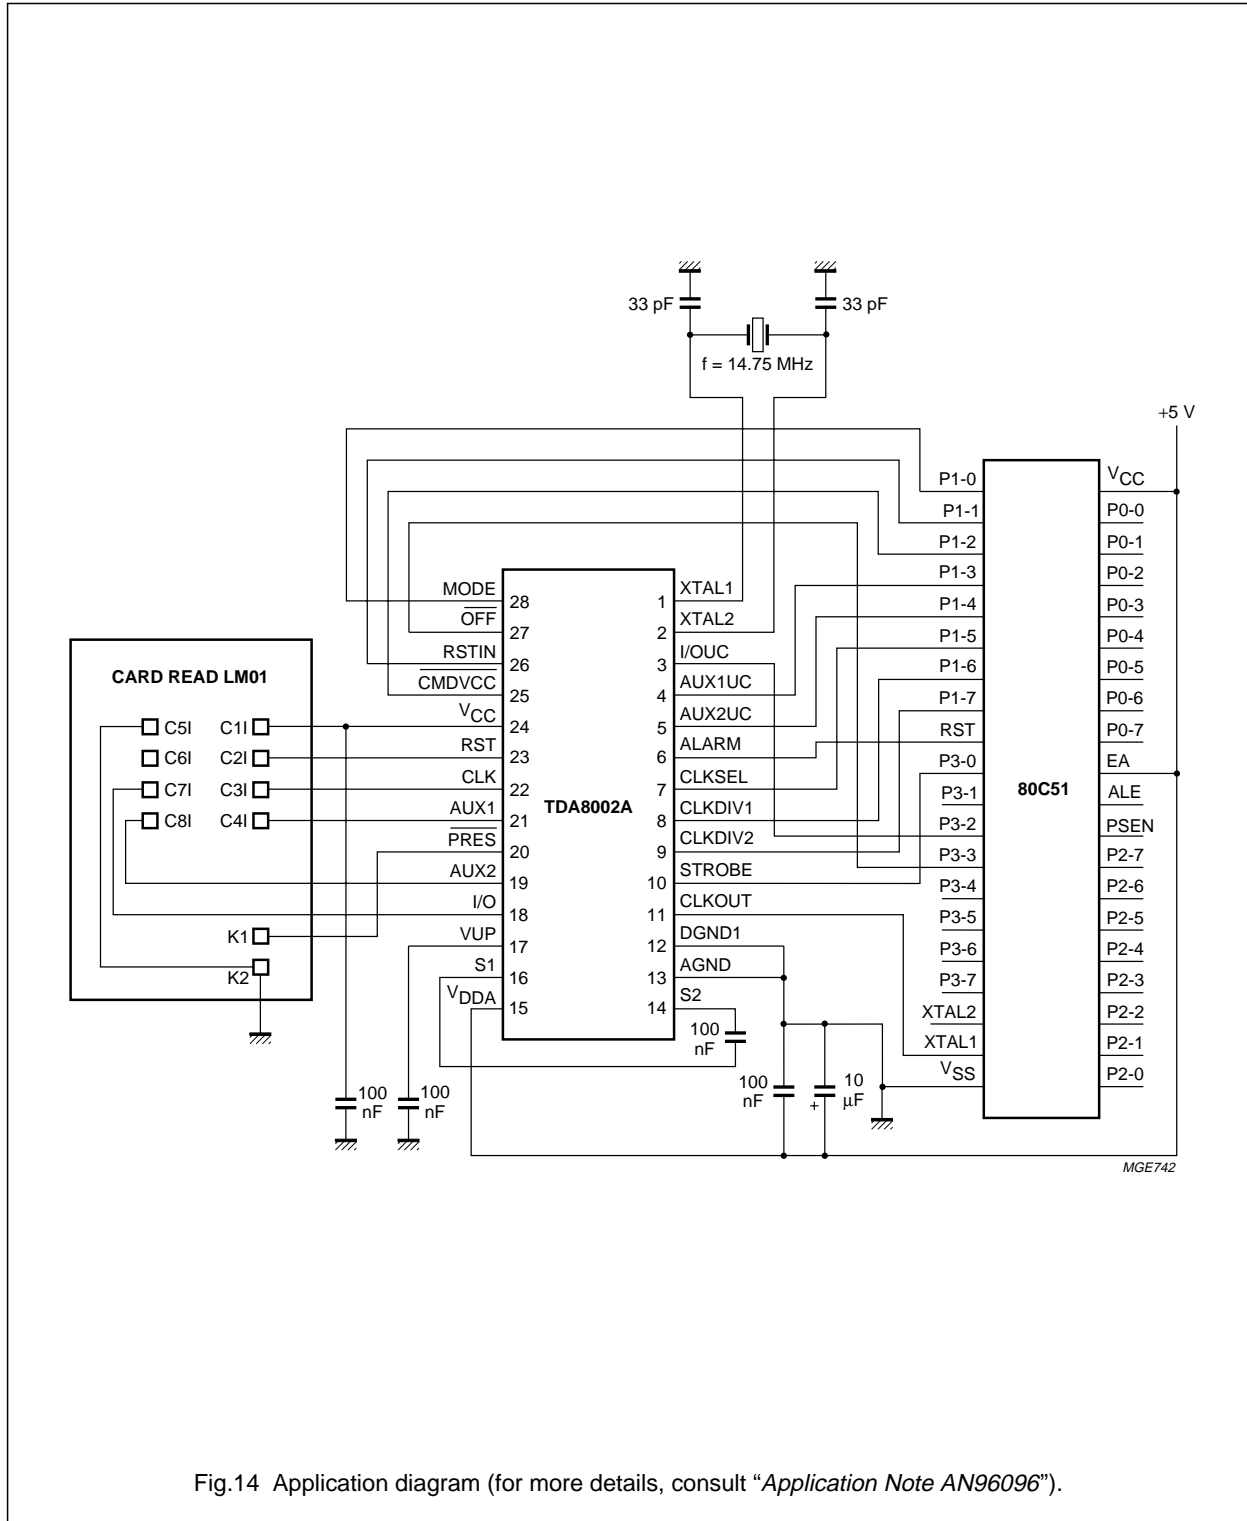 33 pF
33 pF
f = 14.75 MHz
+5 V
MODE
OFF
RSTIN
CMDVCC
VCC
RST
CLK
AUX1
PRES
AUX2
I/O
VUP
S1
VDDA
28
27
26
25
24
23
22
21
20
19
18
17
16
15
TDA8002A
1
2
3
4
5
6
7
8
9
10
11
12
13
14
XTAL1
XTAL2
I/OUC
AUX1UC
AUX2UC
ALARM
CLKSEL
CLKDIV1
CLKDIV2
STROBE
CLKOUT
DGND1
AGND
S2
CARD READ LM01
C5I C1I
C6I C2I
C7I C3I
C8I C4I
K1
K2
P1-0
P1-1
P1-2
P1-3
P1-4
P1-5
P1-6
P1-7
RST
P3-0
P3-1
P3-2
P3-3
P3-4
P3-5
P3-6
P3-7
XTAL2
XTAL1
VSS
80C51
VCC
P0-0
P0-1
P0-2
P0-3
P0-4
P0-5
P0-6
P0-7
EA
ALE
PSEN
P2-7
P2-6
P2-5
P2-4
P2-3
P2-2
P2-1
P2-0
100
nF
100
nF
100
nF
100
nF
10
µF
+
MGE742
Fig.14 Application diagram (for more details, consult “Application Note AN96096”).